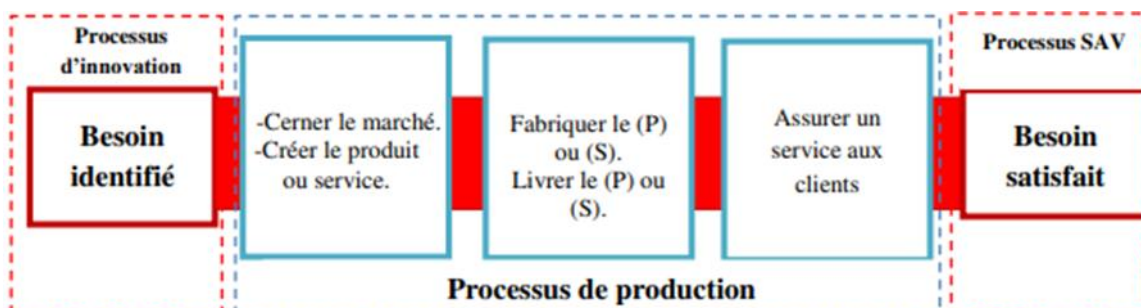 Processus
d'innovation
Besoin
identifié
-Cerner le marché.
-Créer le produit
ou service.
Fabriquer le (P)
ou (S).
Livrer le (P) ou
(S).
Assurer un
service aux
clients
Processus SAV
Besoin
satisfait
Processus de production